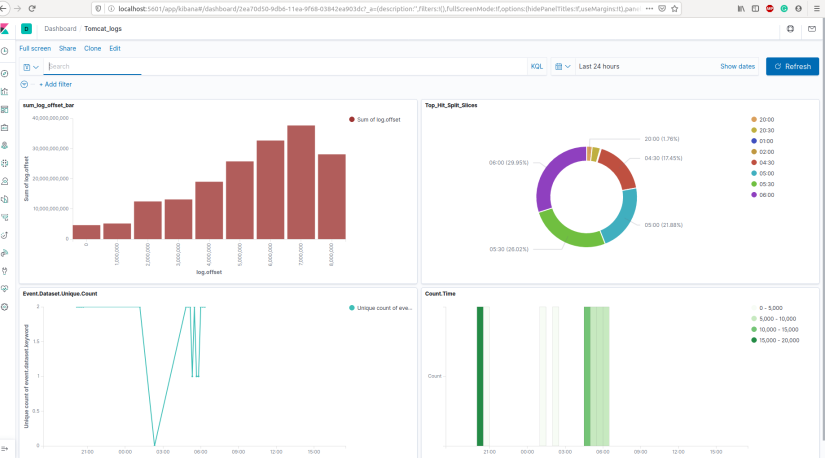 localhost:5601/app/kibana#/dashboard/2ea70d50-9db6-11ea-9f68-03842ea903dc?_a=(description:'',filters:!(),fullScreenMode:!f,options:(hidePanelTitles:!f,useMargins:!t),pan
D Dashboard / Tomcat_logs
Full screen Share Clone Edit
Search KQL Last 24 hours Show dates Refresh
+ Add filter
sum_log_offset_bar
40,000,000,000
30,000,000,000
20,000,000,000
10,000,000,000
0
Sum of log.offset
0 1,000,000 2,000,000 3,000,000 4,000,000 5,000,000 6,000,000 7,000,000 8,000,000
log.offset
Sum of log.offset
Top_Hit_Split_Slices
20:00 (1.76%)
04:30 (17.45%)
05:00 (21.88%)
05:30 (26.02%)
06:00 (29.95%)
20:00
20:30
01:00
02:00
04:30
05:00
05:30
06:00
Event.Dataset.Unique.Count
2
1.5
1
0.5
0
Unique count of event.dataset.keyword
21:00 00:00 03:00 06:00 09:00 12:00 15:00
Unique count of eve...
Count.Time
Count
21:00 00:00 03:00 06:00 09:00 12:00 15:00
0 - 5,000
5,000 - 10,000
10,000 - 15,000
15,000 - 20,000